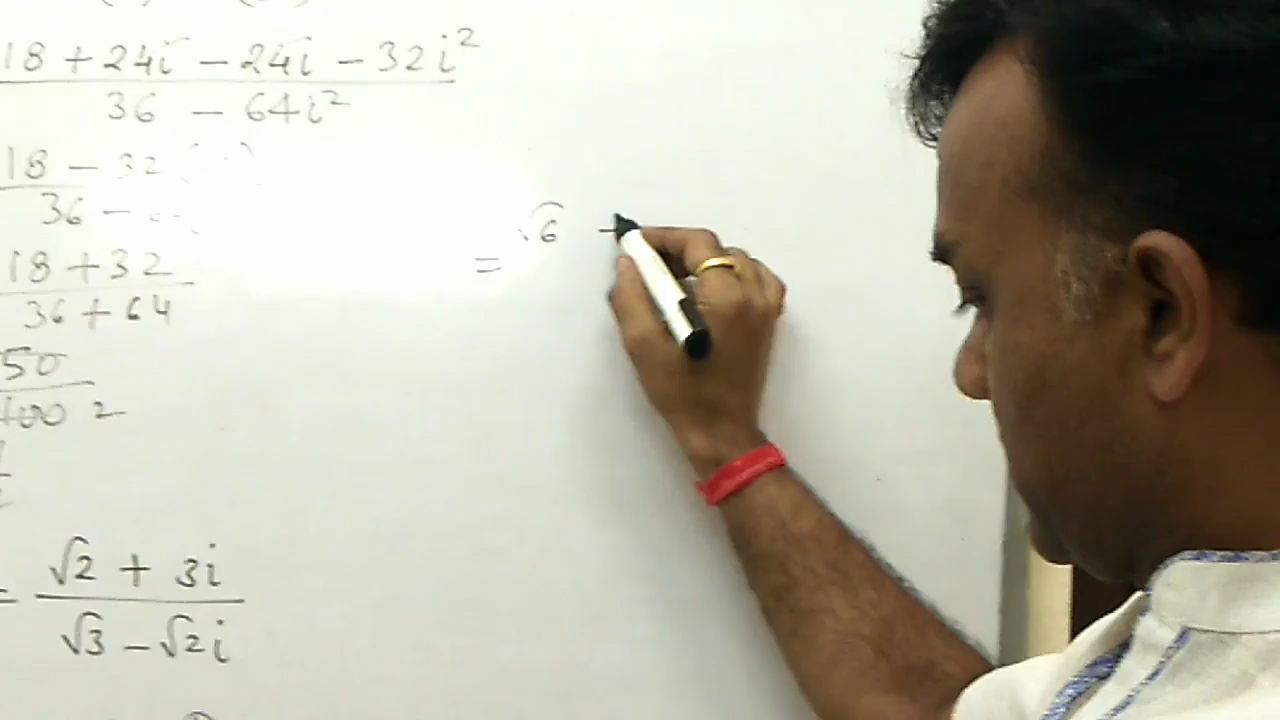 18 + 24i - 24i - 32i²
36 - 64i²
18 - 32
36 -
18 + 32
36 + 64
50
100 2
= √6 +
√2 + 3i
√3 - √2i